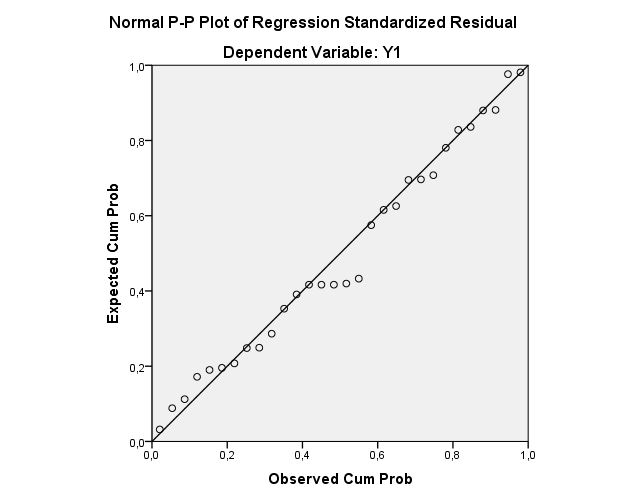 Normal P-P Plot of Regression Standardized Residual
Dependent Variable: Y1
Expected Cum Prob
1,0
0,8
0,6
0,4
0,2
0,0
0,0 0,2 0,4 0,6 0,8 1,0
Observed Cum Prob